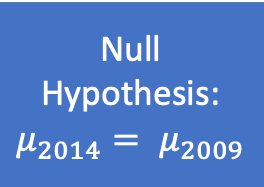 Null
Hypothesis:
𝜇₂₀₁₄ = 𝜇₂₀₀₉